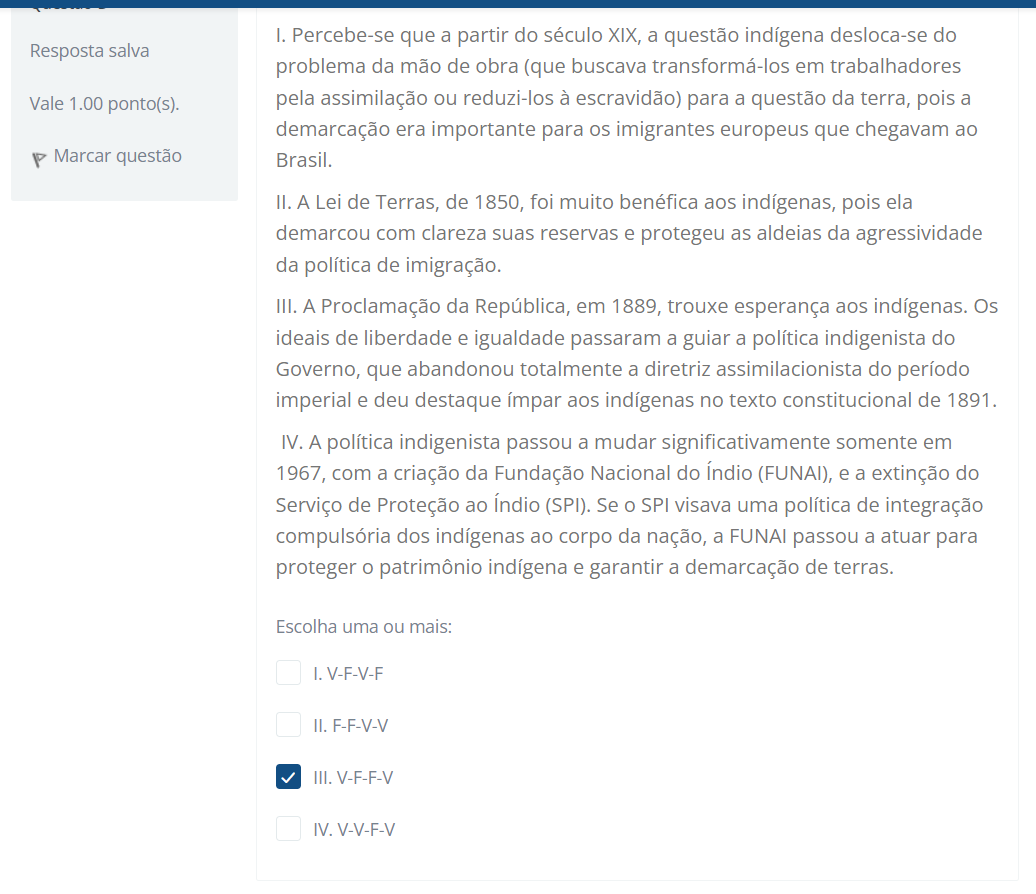 Resposta salva
Vale 1.00 ponto(s).
Marcar questão
I. Percebe-se que a partir do século XIX, a questão indígena desloca-se do
problema da mão de obra (que buscava transformá-los em trabalhadores
pela assimilação ou reduzi-los à escravidão) para a questão da terra, pois a
demarcação era importante para os imigrantes europeus que chegavam ao
Brasil.
II. A Lei de Terras, de 1850, foi muito benéfica aos indígenas, pois ela
demarcou com clareza suas reservas e protegeu as aldeias da agressividade
da política de imigração.
III. A Proclamação da República, em 1889, trouxe esperança aos indígenas. Os
ideais de liberdade e igualdade passaram a guiar a política indigenista do
Governo, que abandonou totalmente a diretriz assimilacionista do período
imperial e deu destaque ímpar aos indígenas no texto constitucional de 1891.
IV. A política indigenista passou a mudar significativamente somente em
1967, com a criação da Fundação Nacional do Índio (FUNAI), e a extinção do
Serviço de Proteção ao Índio (SPI). Se o SPI visava uma política de integração
compulsória dos indígenas ao corpo da nação, a FUNAI passou a atuar para
proteger o patrimônio indígena e garantir a demarcação de terras.
Escolha uma ou mais:
I. V-F-V-F
II. F-F-V-V
III. V-F-F-V
IV. V-V-F-V